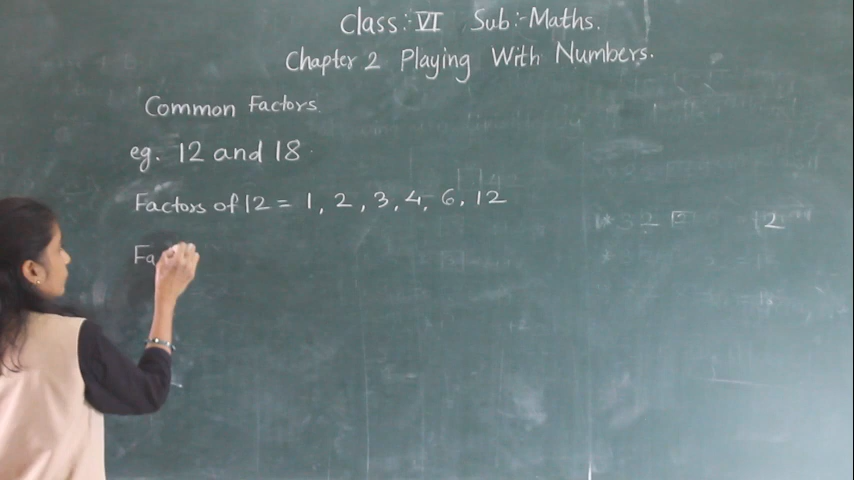 Class:- VI Sub:- Maths.
Chapter 2 Playing With Numbers.
Common Factors.
eg. 12 and 18.
Factors of 12 = 1, 2, 3, 4, 6, 12
2
Fa